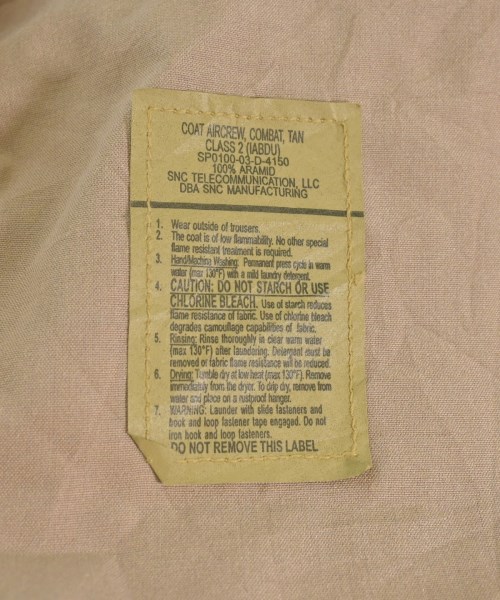 COAT AIRCREW, COMBAT, TAN
CLASS 2 (IABDU)
SP0100-03-D-4150
100% ARAMID
SNC TELECOMMUNICATION, LLC
DBA SNC MANUFACTURING
1. Wear outside of trousers.
2. The coat is of low flammability. No other special
flame resistant treatment is required.
3. Hand/Machine Washing: Permanent press cycle in warm
water (max 130°F) with a mild laundry detergent.
4. CAUTION: DO NOT STARCH OR USE
CHLORINE BLEACH. Use of starch reduces
flame resistance of fabric. Use of chlorine bleach
degrades camouflage capabilities of fabric.
5. Rinsing: Rinse thoroughly in clear warm water
(max 130°F) after laundering. Detergent must be
removed or fabric flame resistance will be reduced.
6. Drying: Tumble dry at low heat (max 130°F). Remove
immediately from the dryer. To drip dry, remove from
water and place on a rustproof hanger.
7. WARNING: Launder with slide fasteners and
hook and loop fastener tape engaged. Do not
iron hook and loop fasteners.
DO NOT REMOVE THIS LABEL